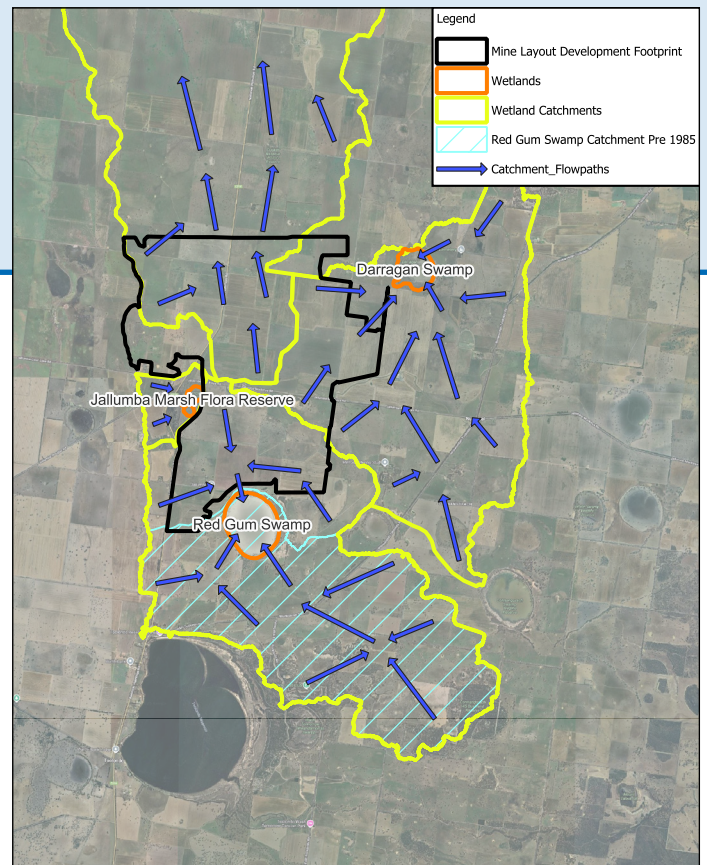 Legend
Mine Layout Development Footprint
Wetlands
Wetland Catchments
Red Gum Swamp Catchment Pre 1985
Catchment_Flowpaths
Darragan Swamp
Jallumba Marsh Flora Reserve
Red Gum Swamp